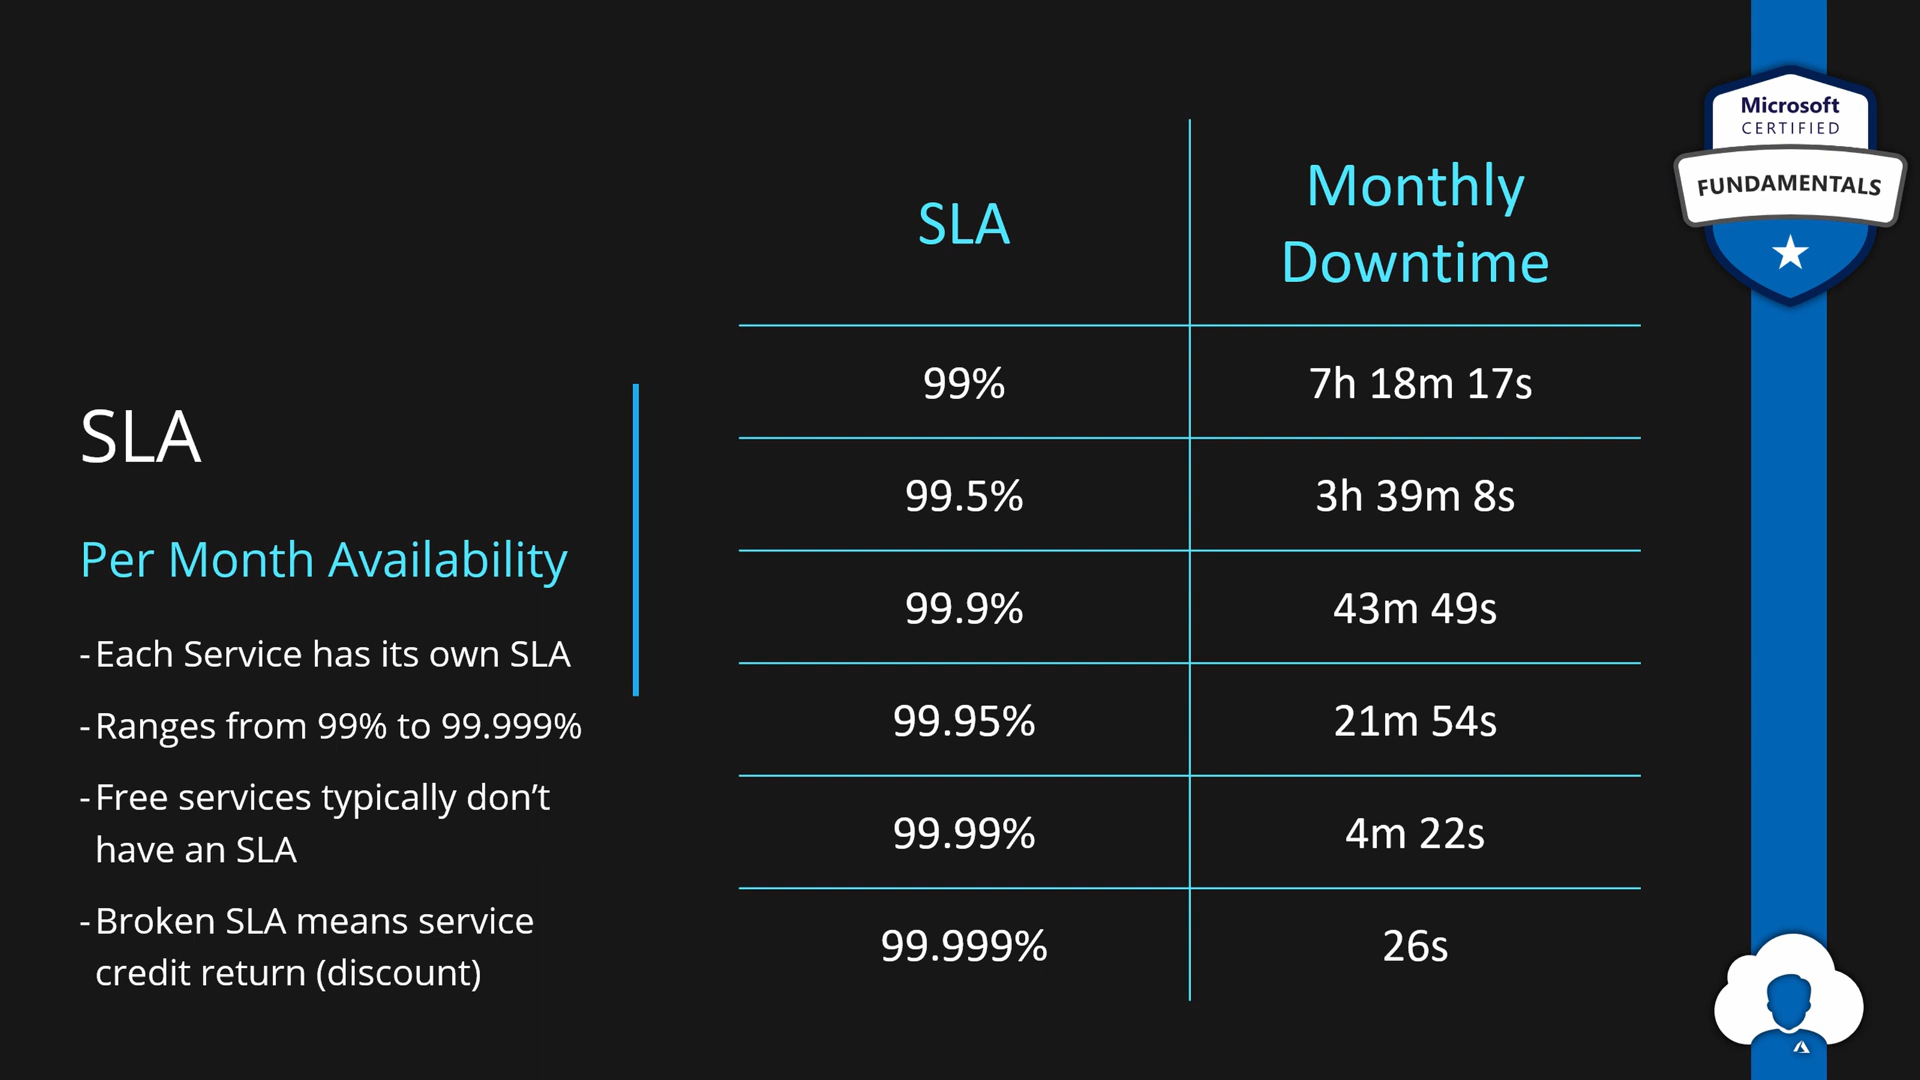 SLA
Per Month Availability
- Each Service has its own SLA
- Ranges from 99% to 99.999%
- Free services typically don’t
have an SLA
- Broken SLA means service
credit return (discount)
SLA
Monthly
Downtime
99% 7h 18m 17s
99.5% 3h 39m 8s
99.9% 43m 49s
99.95% 21m 54s
99.99% 4m 22s
99.999% 26s
Microsoft
CERTIFIED
FUNDAMENTALS